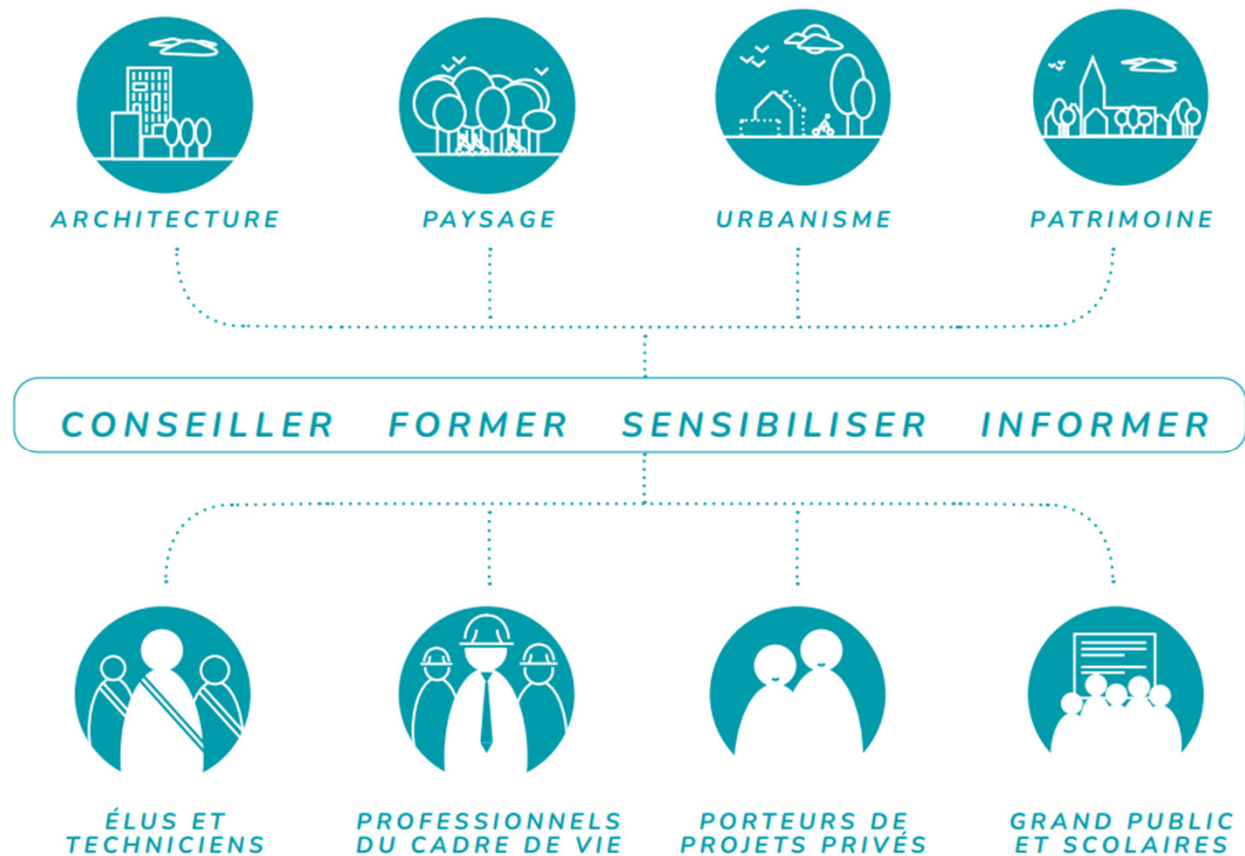 ARCHITECTURE
PAYSAGE
URBANISME
PATRIMOINE
CONSEILLER FORMER SENSIBILISER INFORMER
ÉLUS ET
TECHNICIENS
PROFESSIONNELS
DU CADRE DE VIE
PORTEURS DE
PROJETS PRIVÉS
GRAND PUBLIC
ET SCOLAIRES